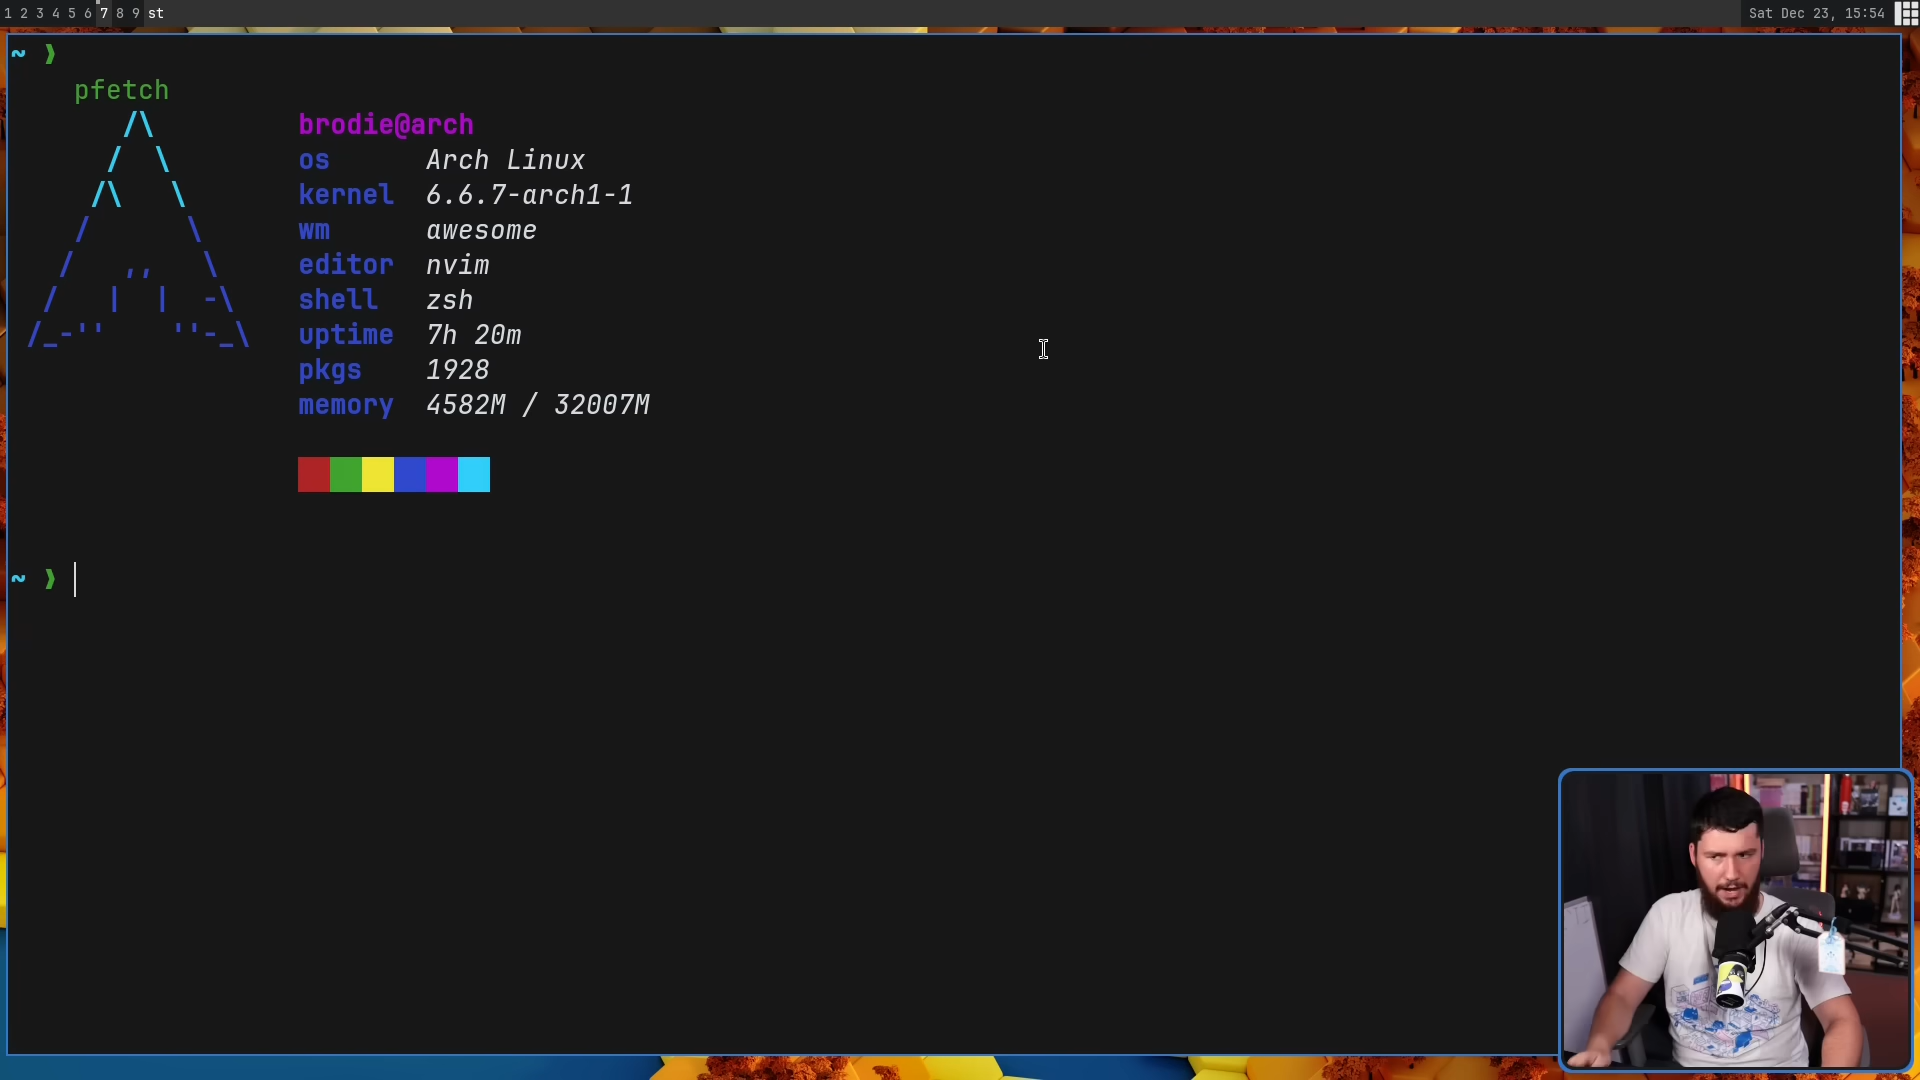 1 2 3 4 5 6 7 8 9 st
Sat Dec 23, 15:54
~ ❱
pfetch
/\
/  \
/\   \
/      \
/   ,,   \
/   |  |  -\
/_-''    ''-_\
brodie@arch
os Arch Linux
kernel 6.6.7-arch1-1
wm awesome
editor nvim
shell zsh
uptime 7h 20m
pkgs 1928
memory 4582M / 32007M
~ ❱